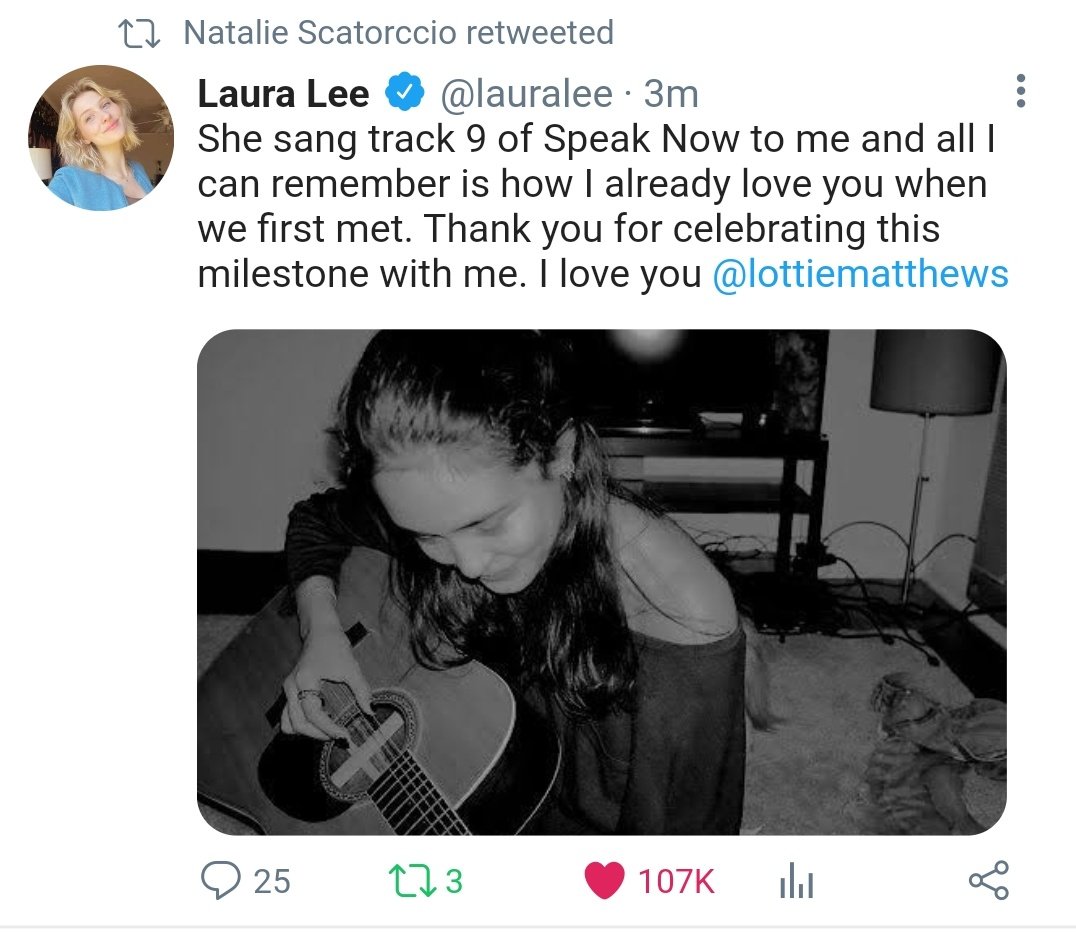 Natalie Scatorccio retweeted
Laura Lee @lauralee · 3m
She sang track 9 of Speak Now to me and all I
can remember is how I already love you when
we first met. Thank you for celebrating this
milestone with me. I love you @lottiematthews
25 3 107K